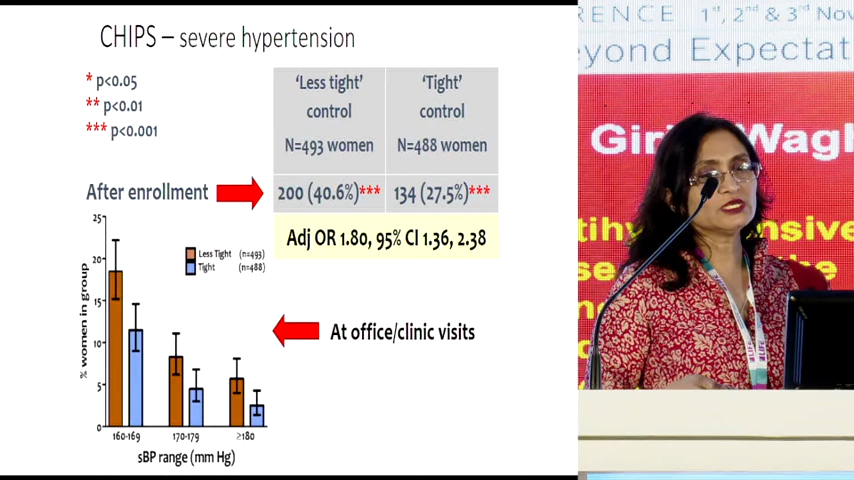 CHIPS – severe hypertension
* p<0.05
** p<0.01
*** p<0.001
'Less tight' control N=493 women
'Tight' control N=488 women
After enrollment
200 (40.6%)***
134 (27.5%)***
Adj OR 1.80, 95% CI 1.36, 2.38
25
20
15
10
5
0
% women in group
Less Tight (n=493)
Tight (n=488)
At office/clinic visits
160-169
170-179
≥180
sBP range (mm Hg)
RENCE 1st, 2nd & 3rd Nov
eyond Expectat